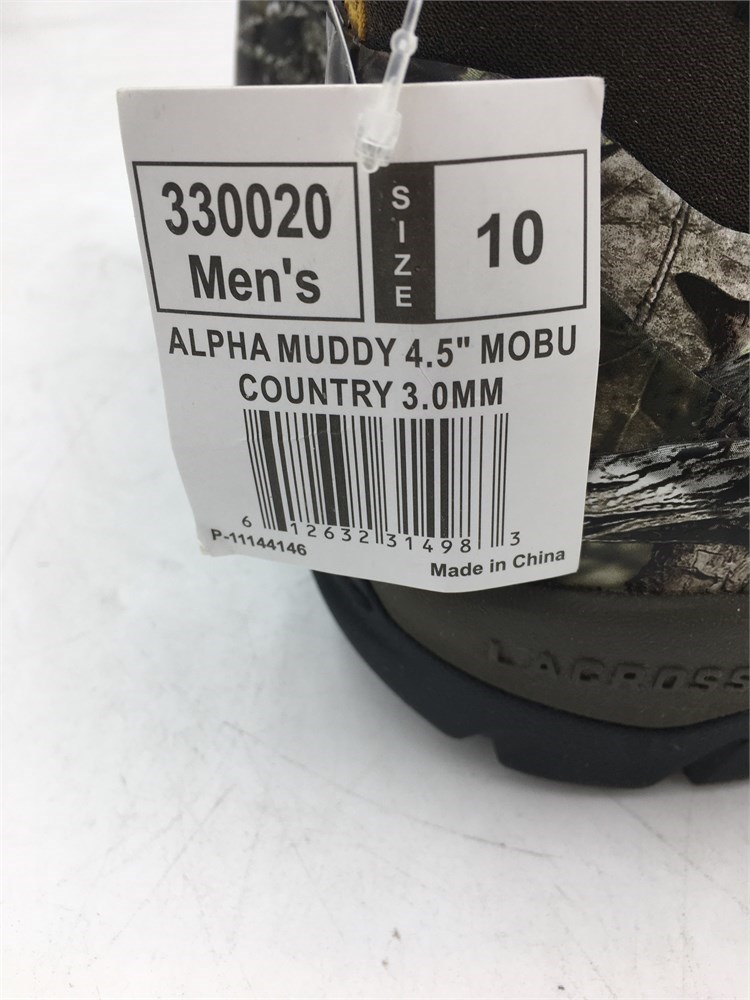 330020
Men's
SIZE
10
ALPHA MUDDY 4.5" MOBU
COUNTRY 3.0MM
6 12632 31498 3
P-11144146
Made in China
LACROSS